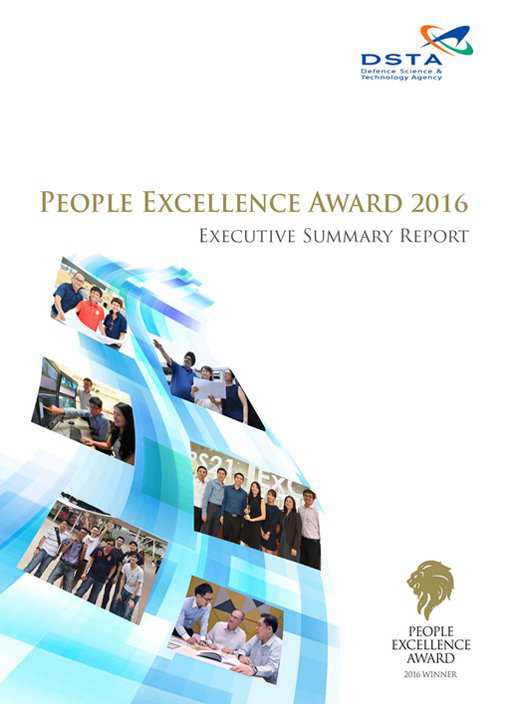 DSTA
Defence Science &
Technology Agency
PEOPLE EXCELLENCE AWARD 2016
EXECUTIVE SUMMARY REPORT
PEOPLE
EXCELLENCE
AWARD
2016 WINNER